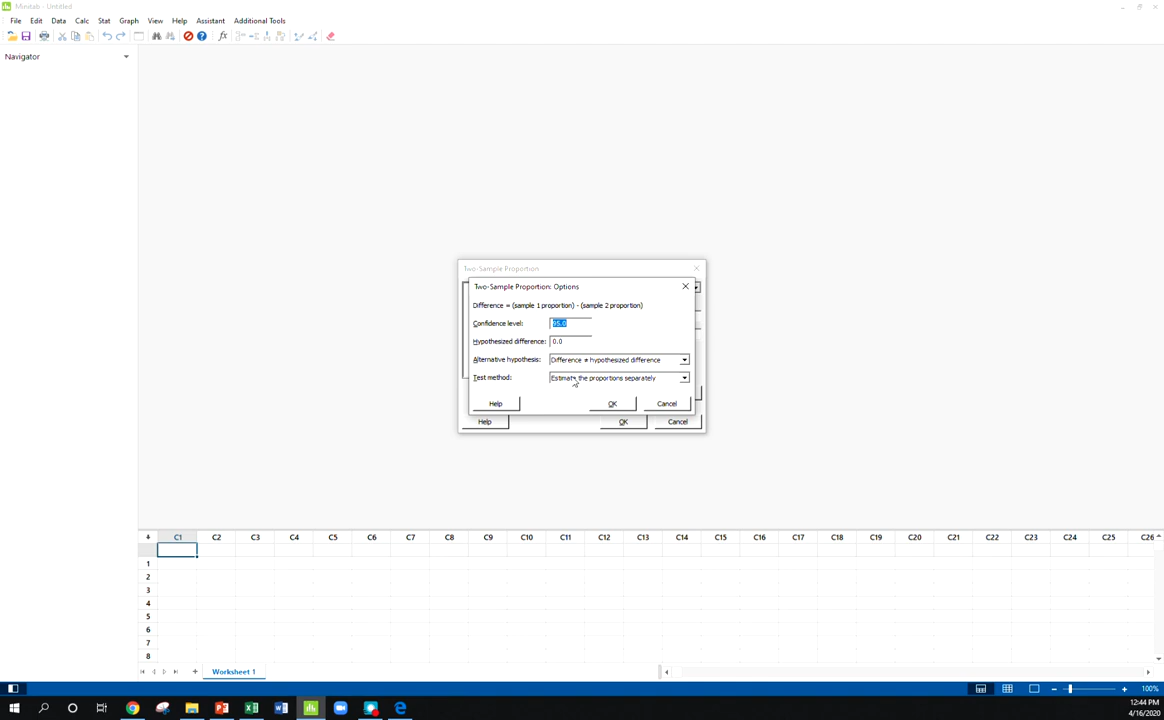 Minitab - Untitled
File Edit Data Calc Stat Graph View Help Assistant Additional Tools
Navigator
Two-Sample Proportion
Two-Sample Proportion: Options
Difference = (sample 1 proportion) - (sample 2 proportion)
Confidence level: 95.0
Hypothesized difference: 0.0
Alternative hypothesis: Difference ≠ hypothesized difference
Test method: Estimate the proportions separately
Help OK Cancel
Help OK Cancel
C1 C2 C3 C4 C5 C6 C7 C8 C9 C10 C11 C12 C13 C14 C15 C16 C17 C18 C19 C20 C21 C22 C23 C24 C25 C26
1
2
3
4
5
6
7
8
Worksheet 1
100%
12:44 PM
4/16/2020